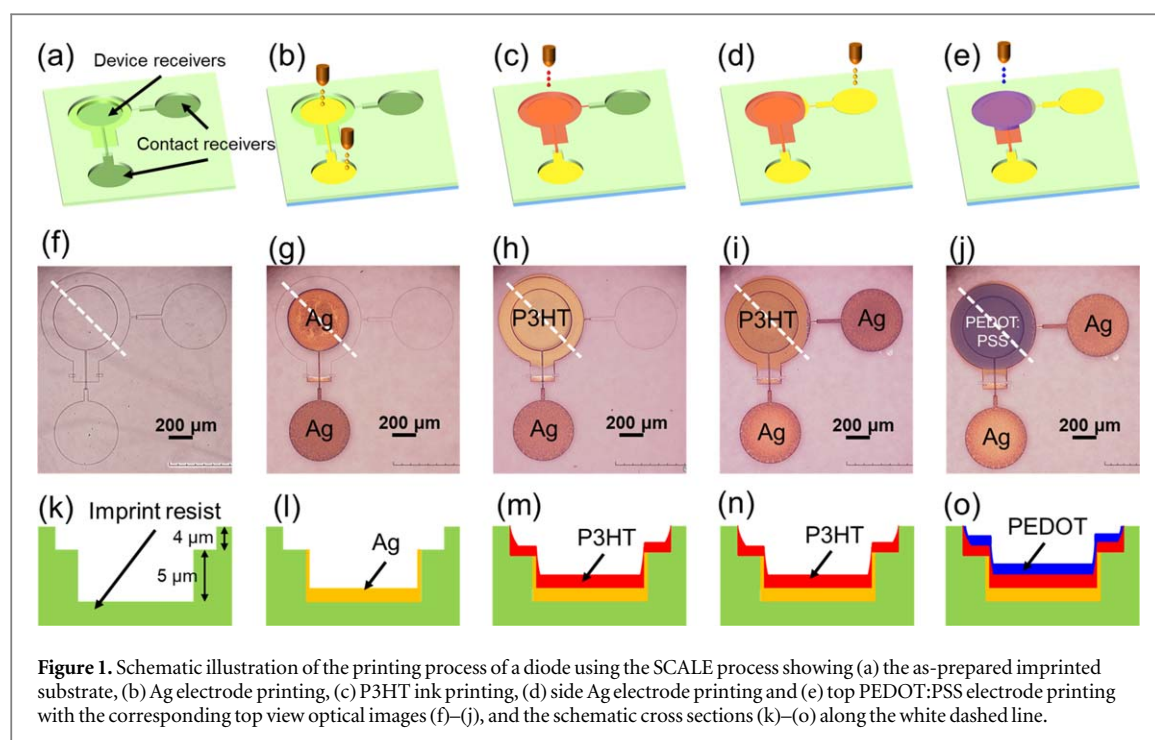 (a) (b) (c) (d) (e)
Device receivers
Contact receivers
(f) (g) (h) (i) (j)
Ag P3HT P3HT PEDOT:
PSS
Ag Ag
200 µm 200 µm 200 µm 200 µm 200 µm
Ag Ag Ag Ag
(k) (l) (m) (n) (o)
Imprint resist
4 µm
5 µm
Ag
P3HT
P3HT
PEDOT
Figure 1. Schematic illustration of the printing process of a diode using the SCALE process showing (a) the as-prepared imprinted
substrate, (b) Ag electrode printing, (c) P3HT ink printing, (d) side Ag electrode printing and (e) top PEDOT:PSS electrode printing
with the corresponding top view optical images (f)–(j), and the schematic cross sections (k)–(o) along the white dashed line.